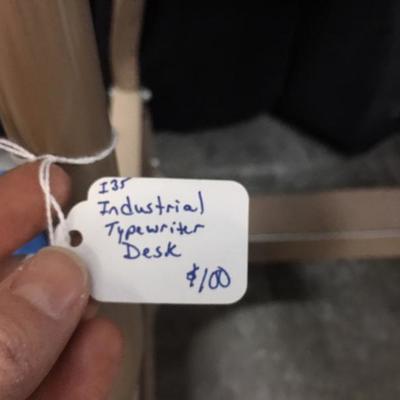 I35
Industrial
Typewriter
Desk
$100